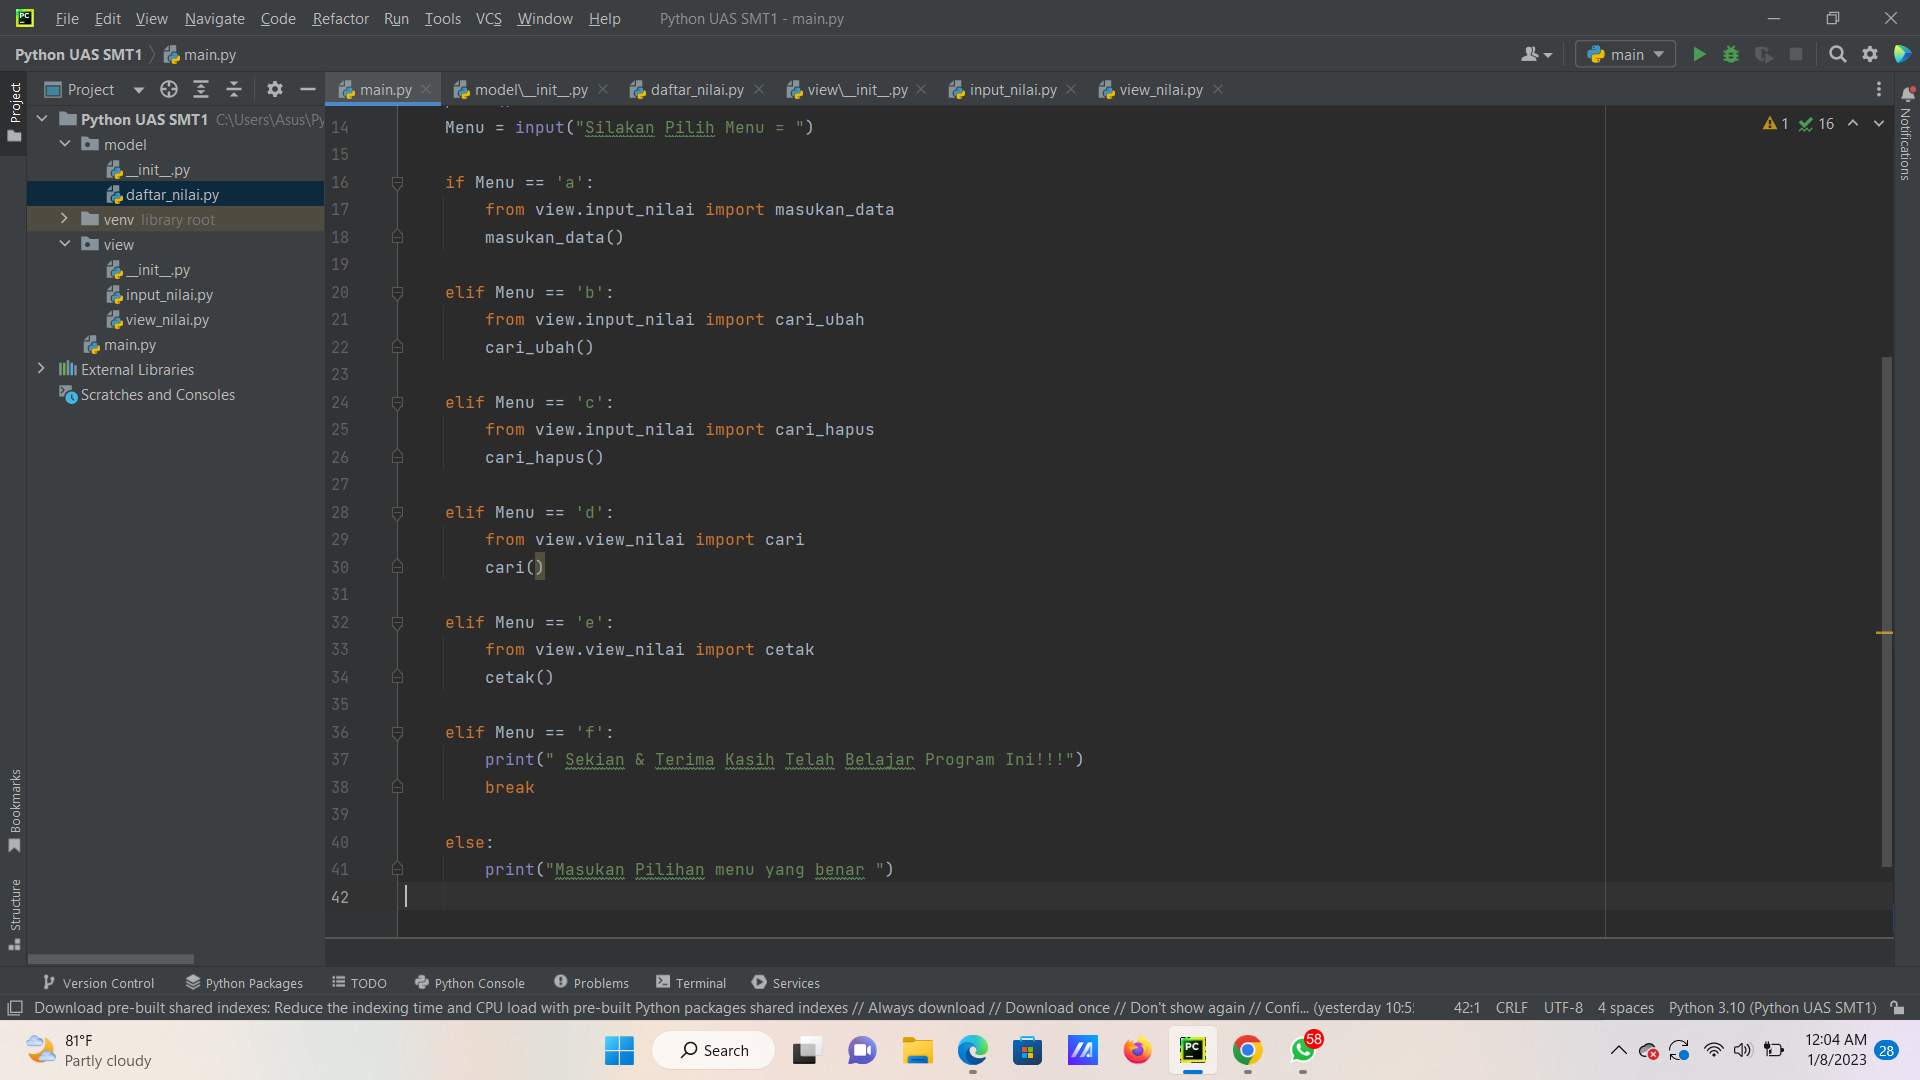 PC File Edit View Navigate Code Refactor Run Tools VCS Window Help Python UAS SMT1 - main.py
Python UAS SMT1 main.py main
Project main.py model\__init__.py daftar_nilai.py view\__init__.py input_nilai.py view_nilai.py
Project
Notifications
Bookmarks
Structure
Python UAS SMT1 C:\Users\Asus\Py
model
__init__.py
daftar_nilai.py
venv library root
view
__init__.py
input_nilai.py
view_nilai.py
main.py
External Libraries
Scratches and Consoles
1 16
14 Menu = input("Silakan Pilih Menu = ")
15
16 if Menu == 'a':
17 from view.input_nilai import masukan_data
18 masukan_data()
19
20 elif Menu == 'b':
21 from view.input_nilai import cari_ubah
22 cari_ubah()
23
24 elif Menu == 'c':
25 from view.input_nilai import cari_hapus
26 cari_hapus()
27
28 elif Menu == 'd':
29 from view.view_nilai import cari
30 cari()
31
32 elif Menu == 'e':
33 from view.view_nilai import cetak
34 cetak()
35
36 elif Menu == 'f':
37 print(" Sekian & Terima Kasih Telah Belajar Program Ini!!!")
38 break
39
40 else:
41 print("Masukan Pilihan menu yang benar ")
42
Version Control Python Packages TODO Python Console Problems Terminal Services
Download pre-built shared indexes: Reduce the indexing time and CPU load with pre-built Python packages shared indexes // Always download // Download once // Don't show again // Confi... (yesterday 10:5 42:1 CRLF UTF-8 4 spaces Python 3.10 (Python UAS SMT1)
81°F
Partly cloudy
Search
PC
58
12:04 AM
1/8/2023
28